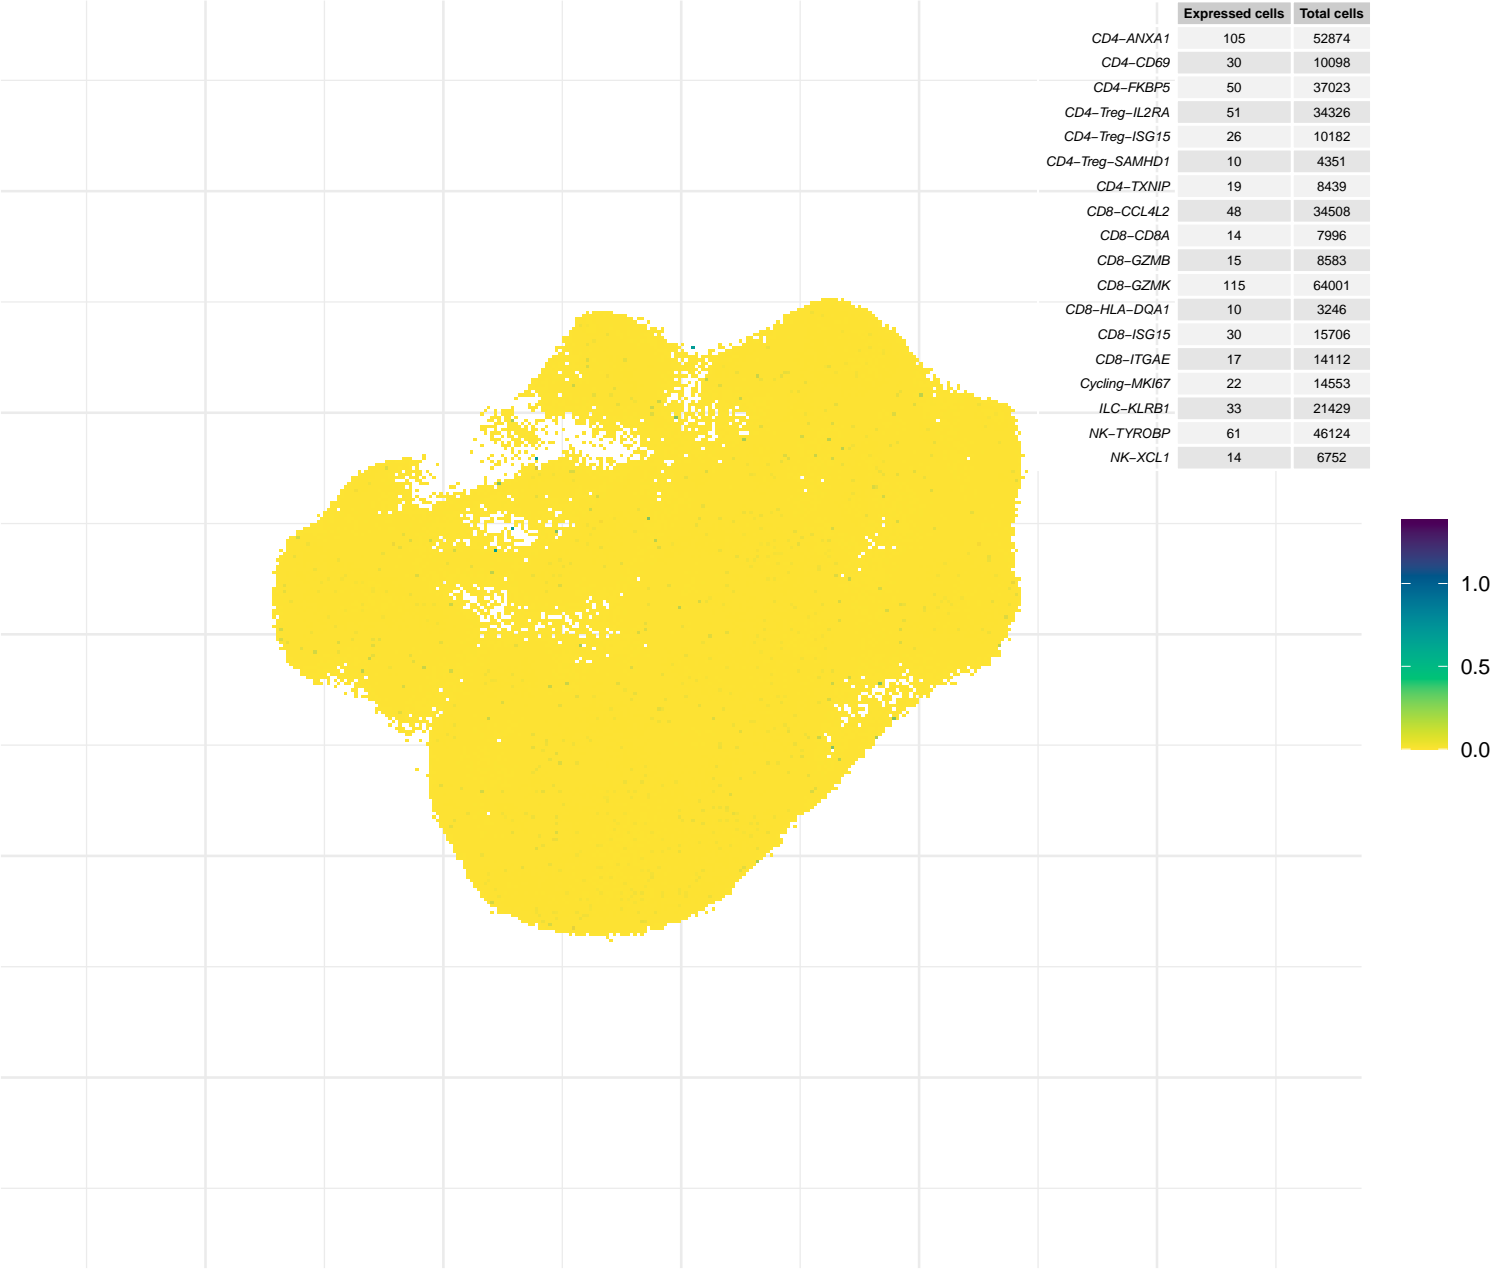 Expressed cells Total cells
CD4−ANXA1 105 52874
CD4−CD69 30 10098
CD4−FKBP5 50 37023
CD4−Treg−IL2RA 51 34326
CD4−Treg−ISG15 26 10182
CD4−Treg−SAMHD1 10 4351
CD4−TXNIP 19 8439
CD8−CCL4L2 48 34508
CD8−CD8A 14 7996
CD8−GZMB 15 8583
CD8−GZMK 115 64001
CD8−HLA−DQA1 10 3246
CD8−ISG15 30 15706
CD8−ITGAE 17 14112
Cycling−MKI67 22 14553
ILC−KLRB1 33 21429
NK−TYROBP 61 46124
NK−XCL1 14 6752
1.0
0.5
0.0